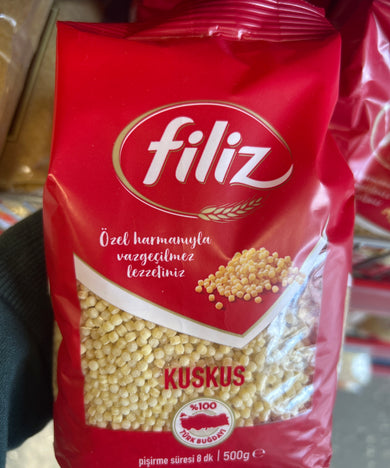 filiz
Özel harmanıyla
vazgeçilmez
lezzetiniz
KUSKUS
%100
TÜRK BUĞDAYI
pişirme süresi 8 dk | 500g e